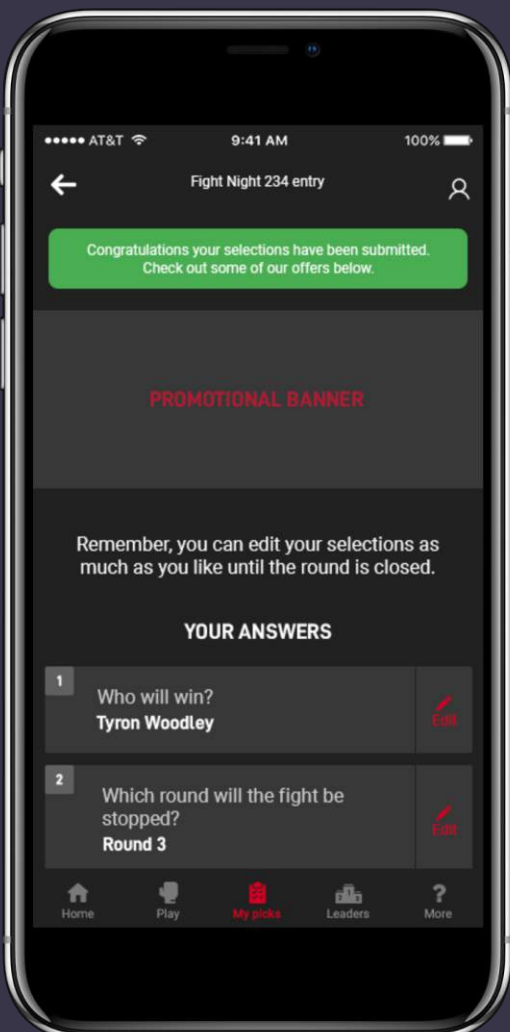 AT&T 9:41 AM 100%
Fight Night 234 entry
Congratulations your selections have been submitted.
Check out some of our offers below.
PROMOTIONAL BANNER
Remember, you can edit your selections as
much as you like until the round is closed.
YOUR ANSWERS
1
Who will win?
Tyron Woodley
Edit
2
Which round will the fight be
stopped?
Round 3
Edit
Home Play My picks Leaders More